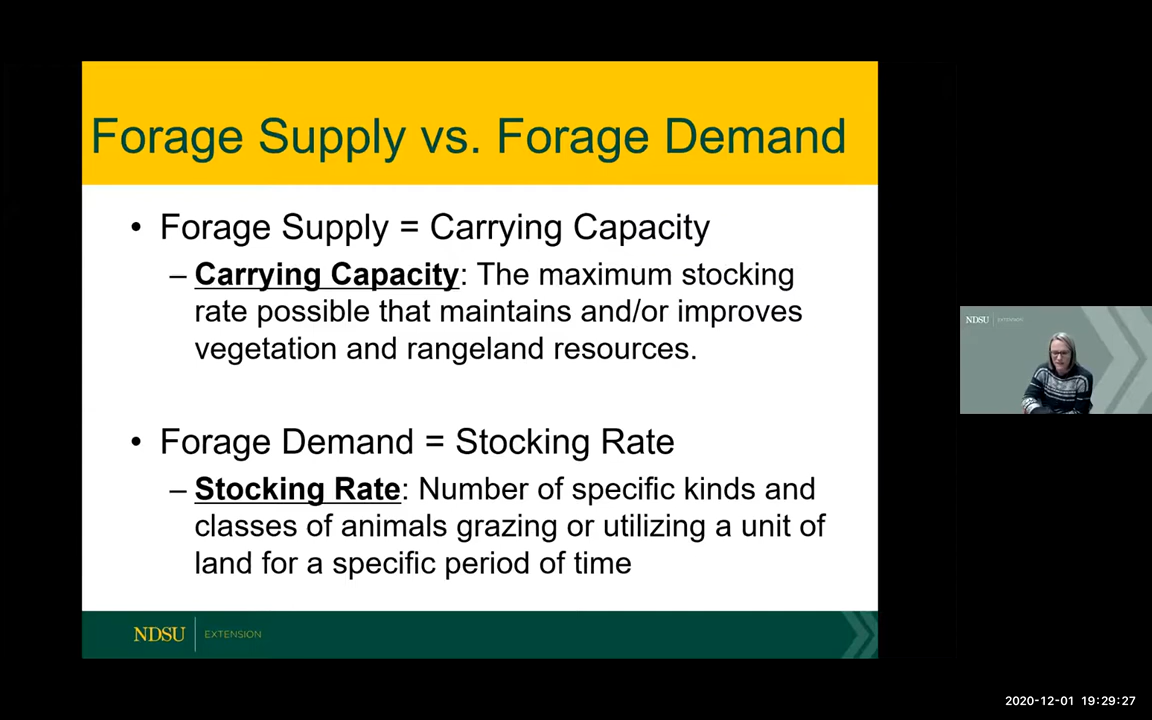 Forage Supply vs. Forage Demand
• Forage Supply = Carrying Capacity
– Carrying Capacity: The maximum stocking
rate possible that maintains and/or improves
vegetation and rangeland resources.
• Forage Demand = Stocking Rate
– Stocking Rate: Number of specific kinds and
classes of animals grazing or utilizing a unit of
land for a specific period of time
NDSU EXTENSION
NDSU EXTENSION
2020-12-01 19:29:27